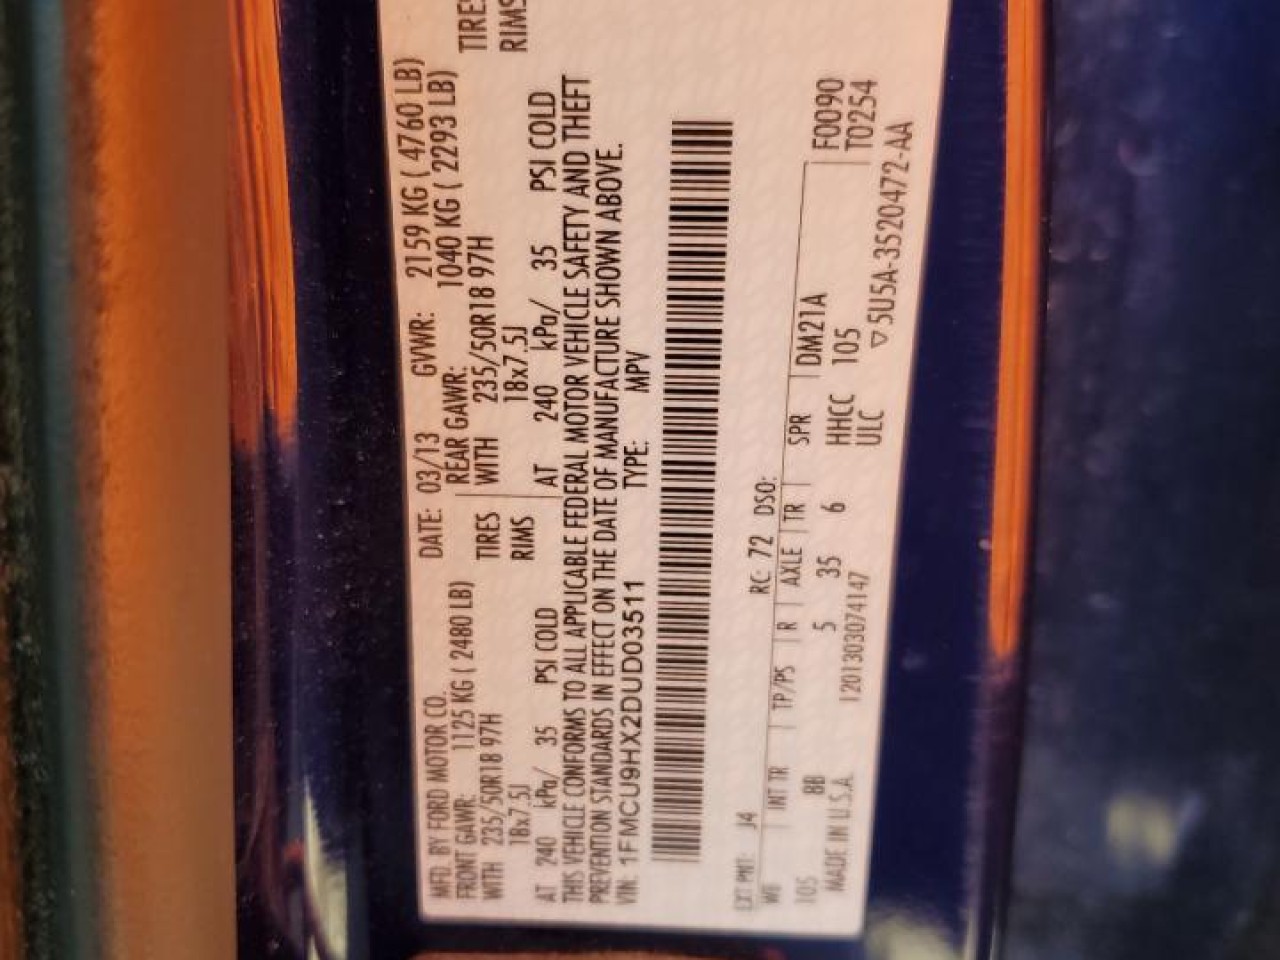 MFD. BY FORD MOTOR CO.
DATE: 03/13 GVWR: 2159 KG ( 4760 LB)
FRONT GAWR: 1125 KG ( 2480 LB) REAR GAWR: 1040 KG ( 2293 LB)
WITH 235/50R18 97H TIRES WITH 235/50R18 97H TIRES
18x7.5J RIMS 18x7.5J RIMS
AT 240 kPa/ 35 PSI COLD AT 240 kPa/ 35 PSI COLD
THIS VEHICLE CONFORMS TO ALL APPLICABLE FEDERAL MOTOR VEHICLE SAFETY AND THEFT
PREVENTION STANDARDS IN EFFECT ON THE DATE OF MANUFACTURE SHOWN ABOVE.
VIN: 1FMCU9HX2DUD03511 TYPE: MPV
EXT PNT: J4 RC: 72 DSO:
WB INT TR TP/PS R AXLE TR SPR DM21A F0090
105 BB 5 35 6 HHCC 105 T0254
MADE IN U.S.A. 1201303074147 ULC ▽5U5A-3520472-AA